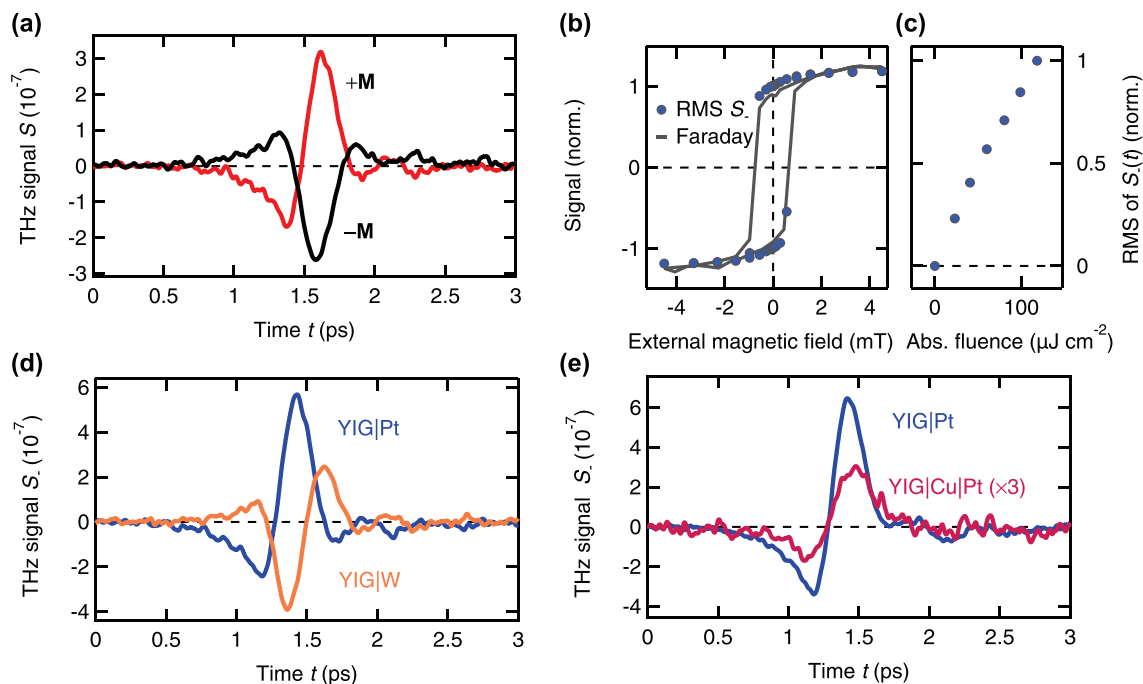 (a)
THz signal S (10⁻⁷)
3
2
1
0
-1
-2
-3
+M
−M
0
0.5
1
1.5
2
2.5
3
Time t (ps)
(b)
Signal (norm.)
1
0
-1
RMS S₋
Faraday
-4
-2
0
2
4
External magnetic field (mT)
(c)
1
0.5
0
RMS of S₋(t) (norm.)
0
100
Abs. fluence (µJ cm⁻²)
(d)
THz signal S₋ (10⁻⁷)
6
4
2
0
-2
-4
YIG|Pt
YIG|W
0
0.5
1
1.5
2
2.5
3
Time t (ps)
(e)
THz signal S₋ (10⁻⁷)
6
4
2
0
-2
-4
YIG|Pt
YIG|Cu|Pt (×3)
0
0.5
1
1.5
2
2.5
3
Time t (ps)